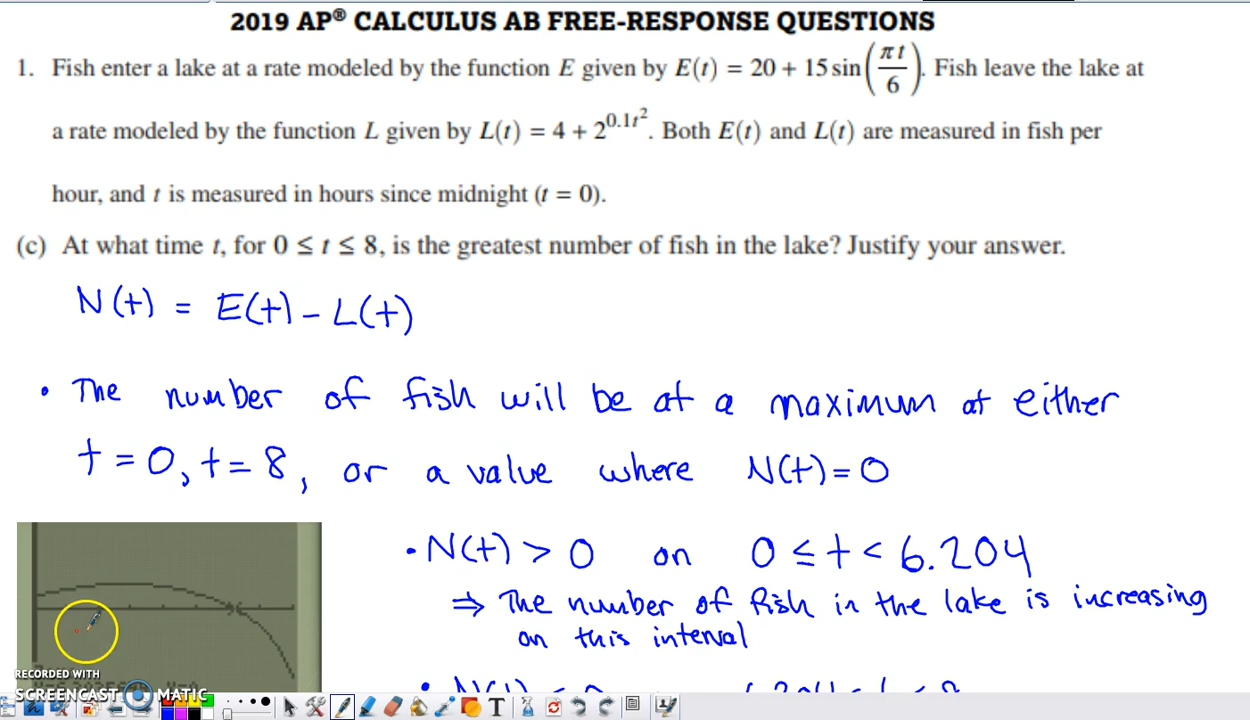 2019 AP® CALCULUS AB FREE-RESPONSE QUESTIONS
1. Fish enter a lake at a rate modeled by the function E given by E(t) = 20 + 15 sin(πt/6). Fish leave the lake at
a rate modeled by the function L given by L(t) = 4 + 2^(0.1t²). Both E(t) and L(t) are measured in fish per
hour, and t is measured in hours since midnight (t = 0).
(c) At what time t, for 0 ≤ t ≤ 8, is the greatest number of fish in the lake? Justify your answer.
N(t) = E(t) - L(t)
• The number of fish will be at a maximum at either
t = 0, t = 8, or a value where N(t) = 0
• N(t) > 0 on 0 ≤ t < 6.204
⇒ The number of fish in the lake is increasing
on this interval
RECORDED WITH
SCREENCAST MATIC